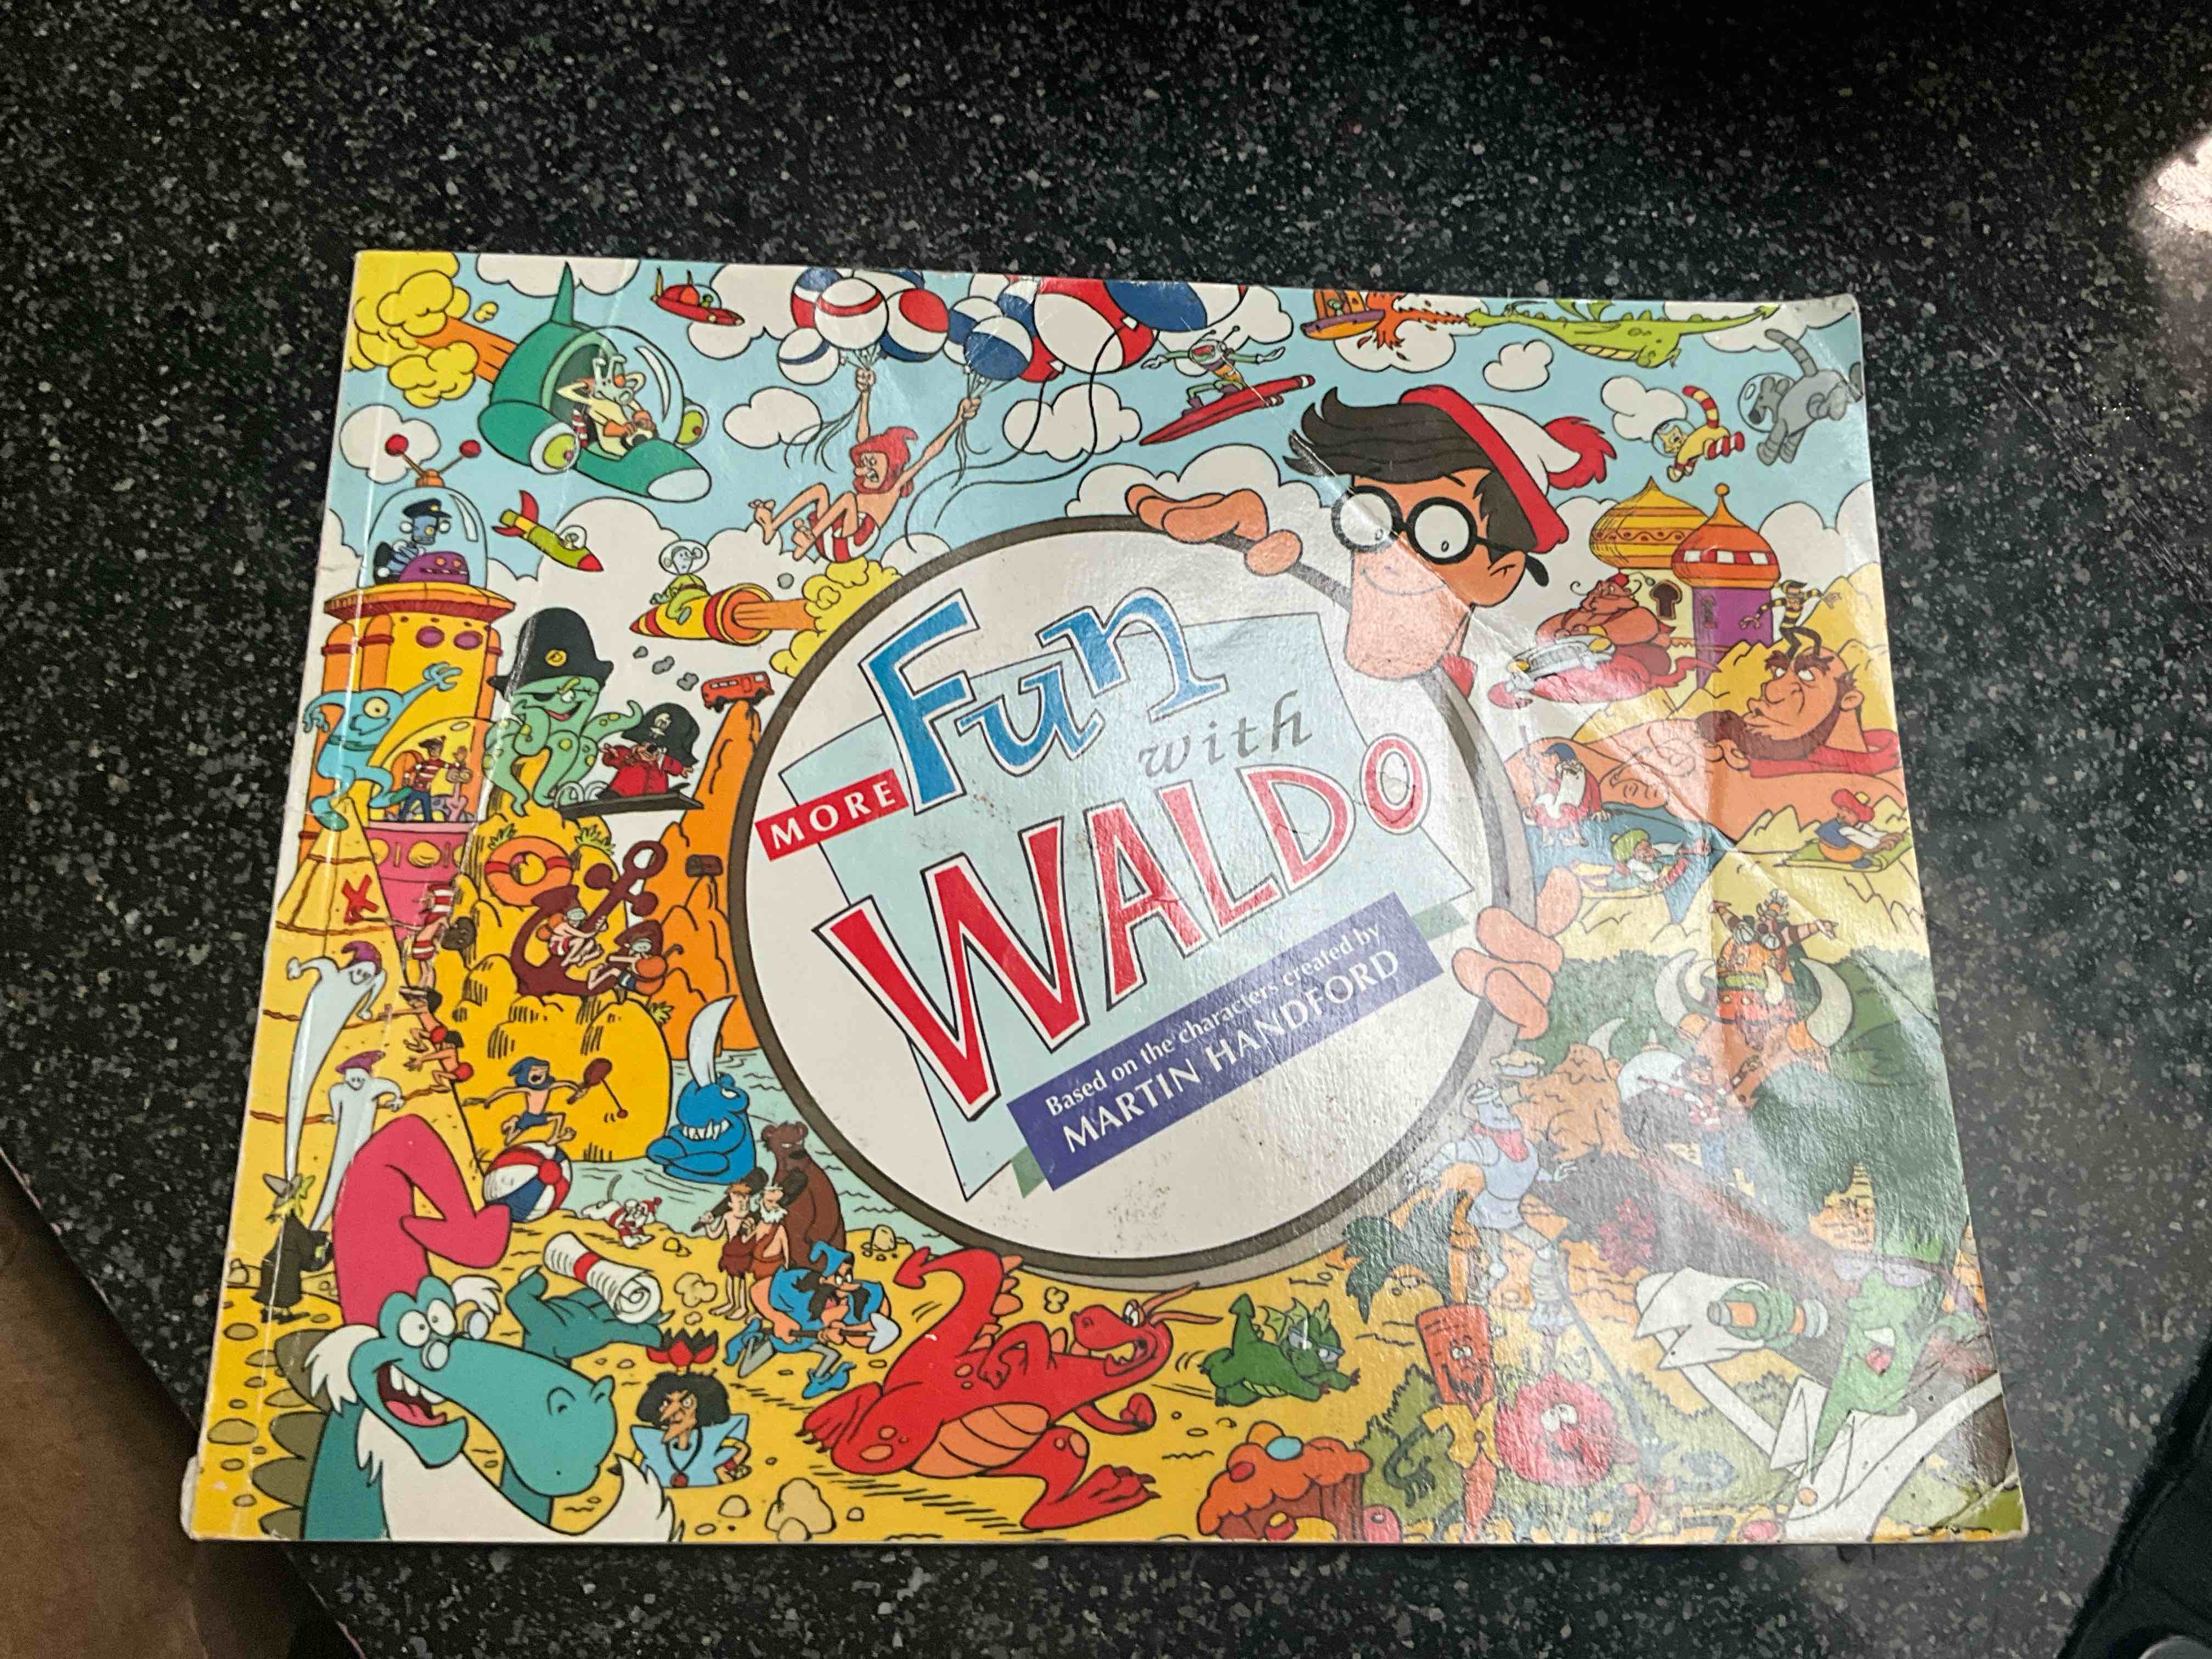 MORE
Fun
with
WALDO
Based on the characters created by
MARTIN HANDFORD